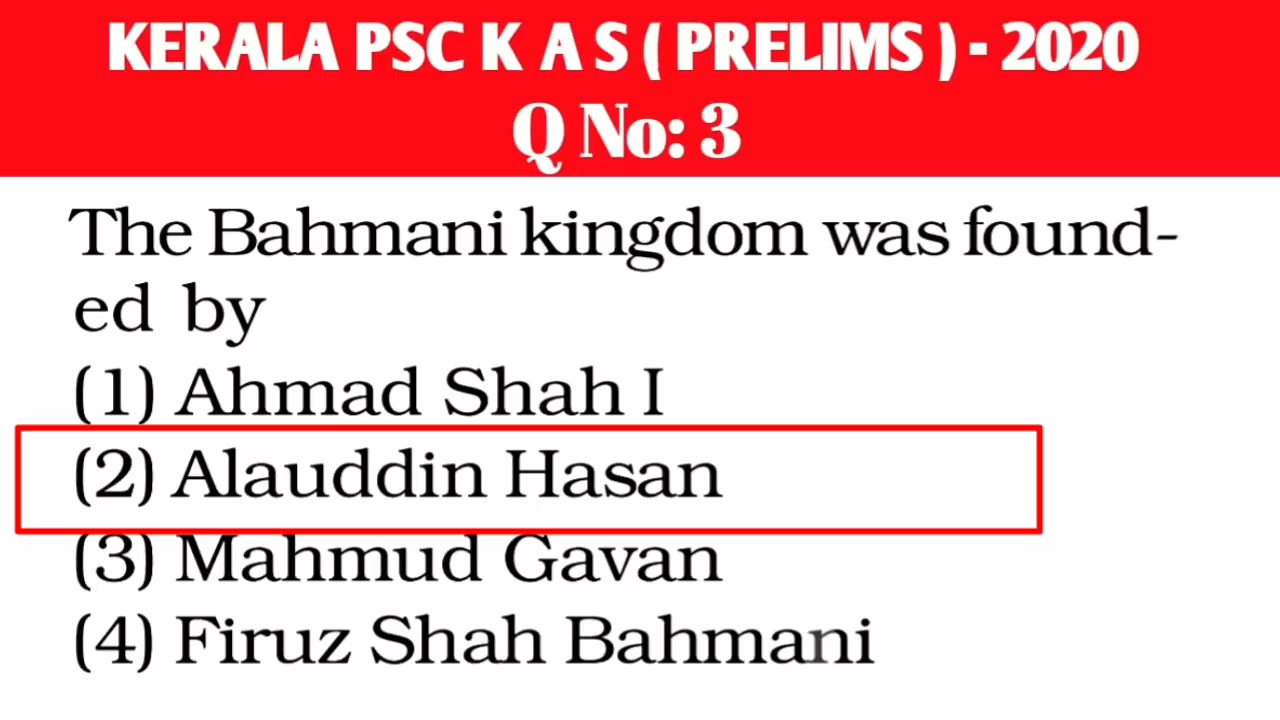 KERALA PSC K A S ( PRELIMS ) - 2020
Q No: 3
The Bahmani kingdom was found-
ed by
(1) Ahmad Shah I
(2) Alauddin Hasan
(3) Mahmud Gavan
(4) Firuz Shah Bahmani